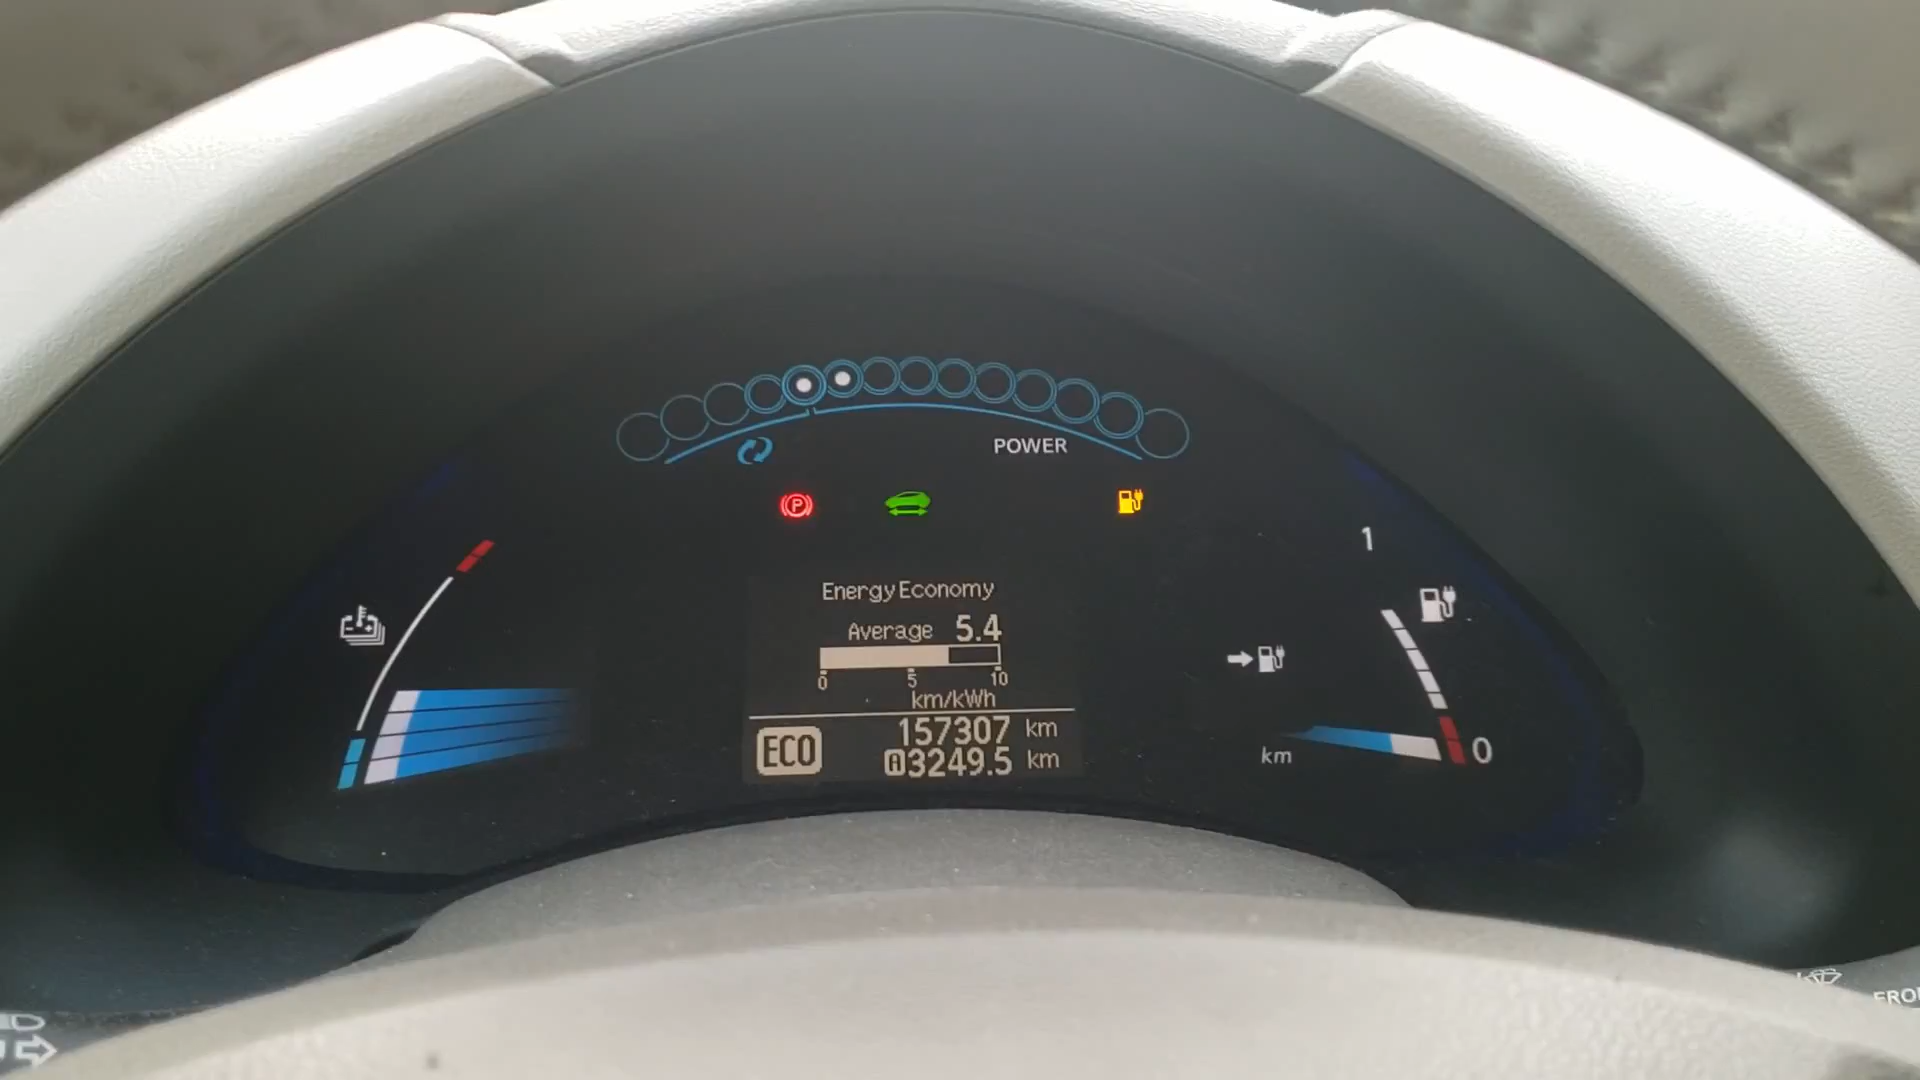 POWER
P
1
Energy Economy
Average 5.4
0 5 10
km/kWh
ECO
157307 km
A 3249.5 km
km
0